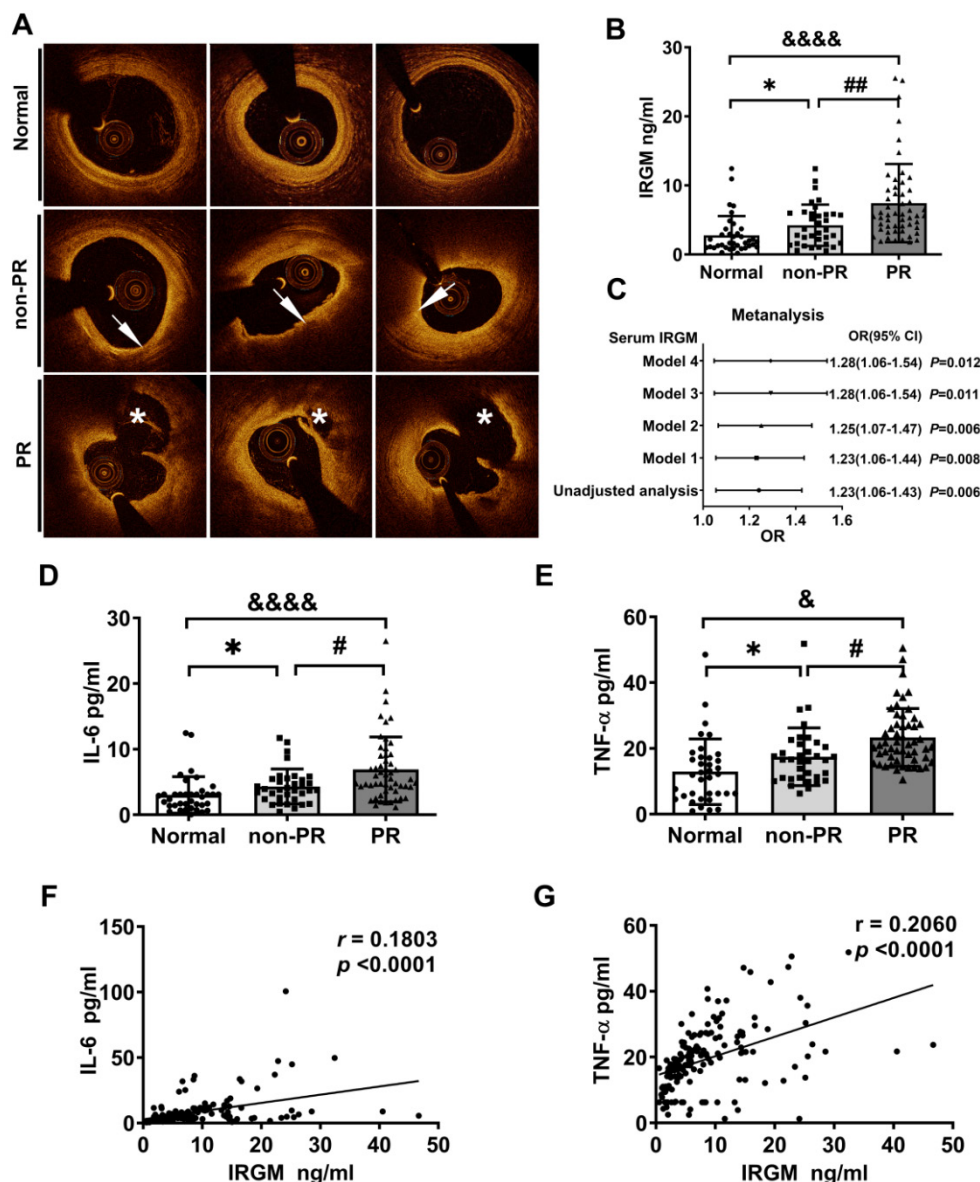 A
Normal
non-PR
PR
*
*
*
B
&&&&
*
##
IRGM ng/ml
30
20
10
0
Normal
non-PR
PR
C
Metanalysis
Serum IRGM
OR(95% CI)
Model 4
1.28(1.06-1.54) P=0.012
Model 3
1.28(1.06-1.54) P=0.011
Model 2
1.25(1.07-1.47) P=0.006
Model 1
1.23(1.06-1.44) P=0.008
Unadjusted analysis
1.23(1.06-1.43) P=0.006
1.0 1.2 1.4 1.6
OR
D
&&&&
*
#
IL-6 pg/ml
30
20
10
0
Normal
non-PR
PR
E
&
*
#
TNF-α pg/ml
60
40
20
0
Normal
non-PR
PR
F
r = 0.1803
p <0.0001
IL-6 pg/ml
150
100
50
0
0 10 20 30 40 50
IRGM ng/ml
G
r = 0.2060
p <0.0001
TNF-α pg/ml
60
40
20
0
0 10 20 30 40 50
IRGM ng/ml